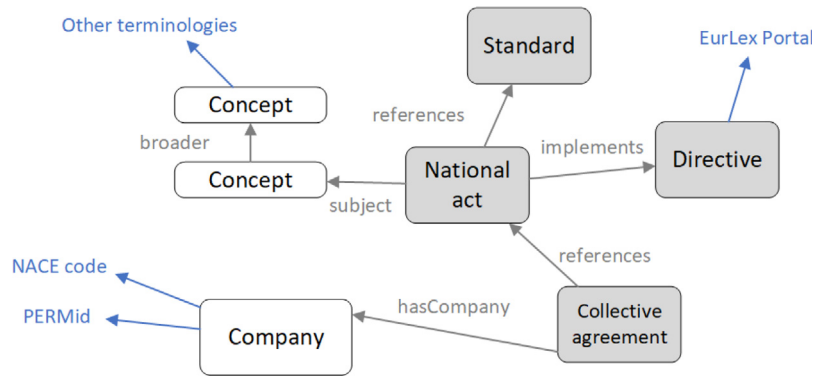 Other terminologies
Standard
EurLex Portal
Concept
references
broader
implements
National
act
Directive
Concept
subject
references
NACE code
hasCompany
PERMid
Company
Collective
agreement